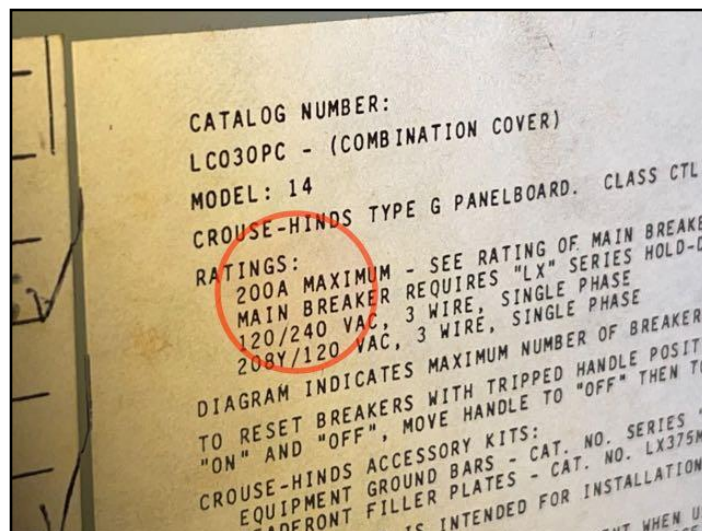 CATALOG NUMBER:
LC030PC - (COMBINATION COVER)
MODEL: 14
CROUSE-HINDS TYPE G PANELBOARD. CLASS CTL
RATINGS:
200A MAXIMUM - SEE RATING OF MAIN
MAIN BREAKER REQUIRES "LX" SERIES
120/240 VAC, 3 WIRE, SINGLE PHASE
208Y/120 VAC, 3 WIRE, SINGLE PHASE
DIAGRAM INDICATES MAXIMUM NUMBER OF
TO RESET BREAKERS WITH TRIPPED HANDLE
"ON" AND "OFF", MOVE HANDLE TO "OFF" THEN
CROUSE-HINDS ACCESSORY KITS:
EQUIPMENT GROUND BARS - CAT. NO. SERIES
FILLER PLATES - CAT. NO.
IS INTENDED FOR INSTALLATION
WHEN